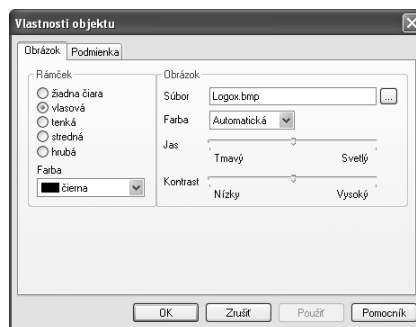 Vlastnosti objektu
Obrázok
Podmienka
Rámček
žiadna čiara
vlasová
tenká
stredná
hrubá
Farba
čierna
Obrázok
Súbor
Logox.bmp
...
Farba
Automatická
Jas
Tmavý
Svetlý
Kontrast
Nízky
Vysoký
OK
Zrušiť
Použiť
Pomocník